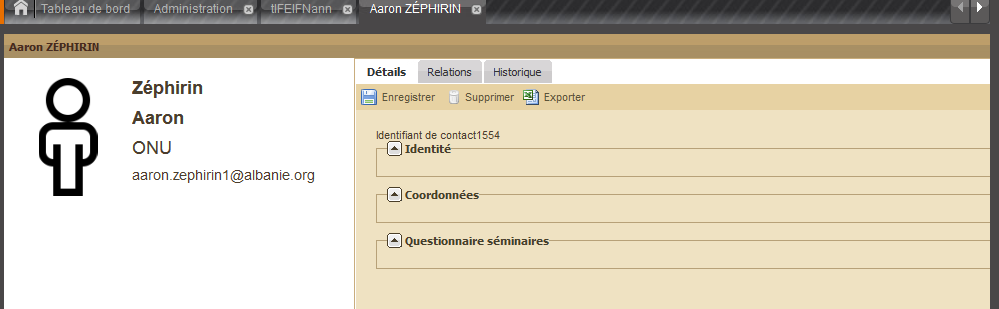 Tableau de bord Administration tIFEIFNann Aaron ZÉPHIRIN
Aaron ZÉPHIRIN
Zéphirin
Aaron
ONU
aaron.zephirin1@albanie.org
Détails Relations Historique
Enregistrer Supprimer Exporter
Identifiant de contact1554
Identité
Coordonnées
Questionnaire séminaires